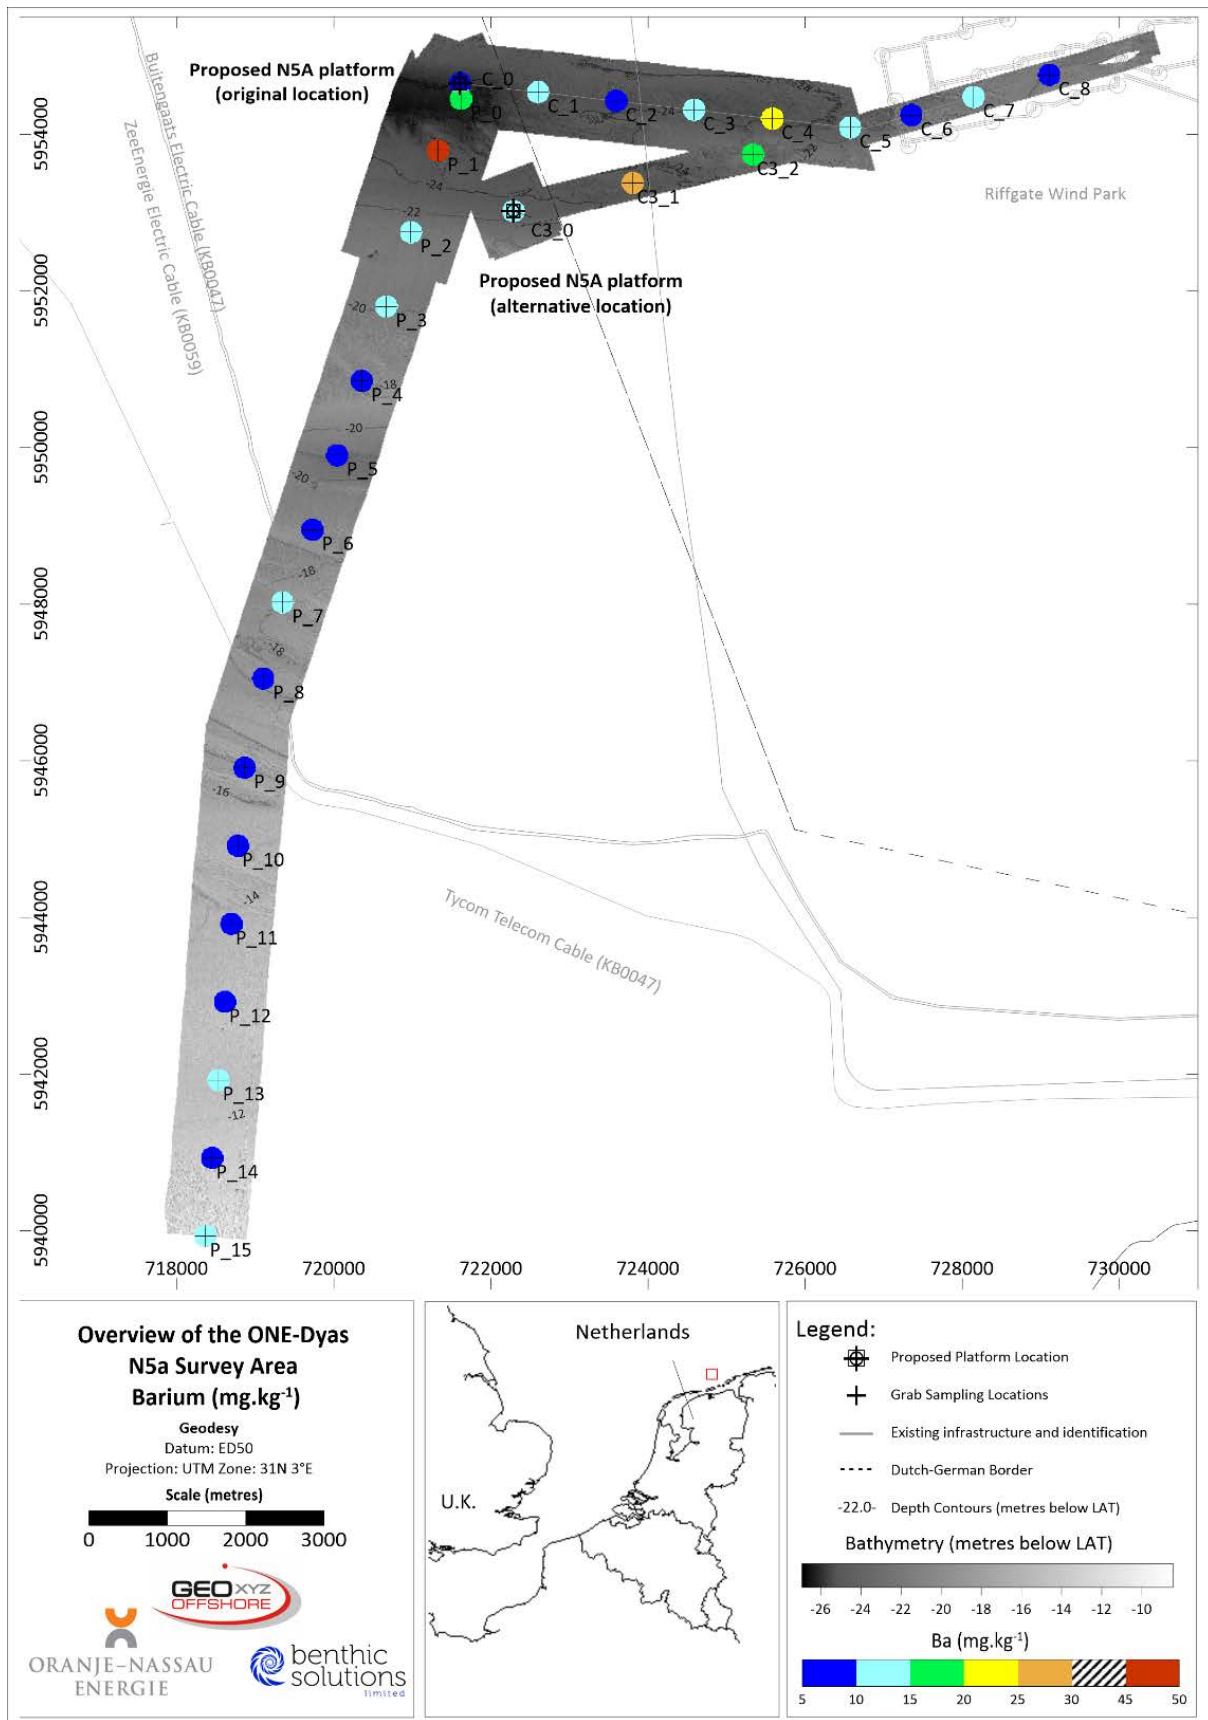 Proposed N5A platform
(original location)
Buitengaats Electric Cable (KB0047)
ZeeEnergie Electric Cable (KB0059)
C_0
P_0
C_1
C_2
C_3
C_4
C_5
C_6
C_7
C_8
P_1
C3_2
C3_1
C3_0
Riffgate Wind Park
Proposed N5A platform
(alternative location)
P_2
P_3
P_4
P_5
P_6
P_7
P_8
P_9
P_10
P_11
P_12
P_13
P_14
P_15
-28
-24
-22
-24
-24
-22
-20
-18
-20
-20
-18
-18
-16
-14
-12
Tycom Telecom Cable (KB0047)
5954000
5952000
5950000
5948000
5946000
5944000
5942000
5940000
718000 720000 722000 724000 726000 728000 730000
Overview of the ONE-Dyas
N5a Survey Area
Barium (mg.kg⁻¹)
Geodesy
Datum: ED50
Projection: UTM Zone: 31N 3°E
Scale (metres)
0 1000 2000 3000
GEO XYZ
OFFSHORE
ORANJE–NASSAU
ENERGIE
benthic
solutions
limited
Netherlands
U.K.
Legend:
Proposed Platform Location
Grab Sampling Locations
Existing infrastructure and identification
Dutch-German Border
-22.0- Depth Contours (metres below LAT)
Bathymetry (metres below LAT)
-26 -24 -22 -20 -18 -16 -14 -12 -10
Ba (mg.kg⁻¹)
5 10 15 20 25 30 45 50